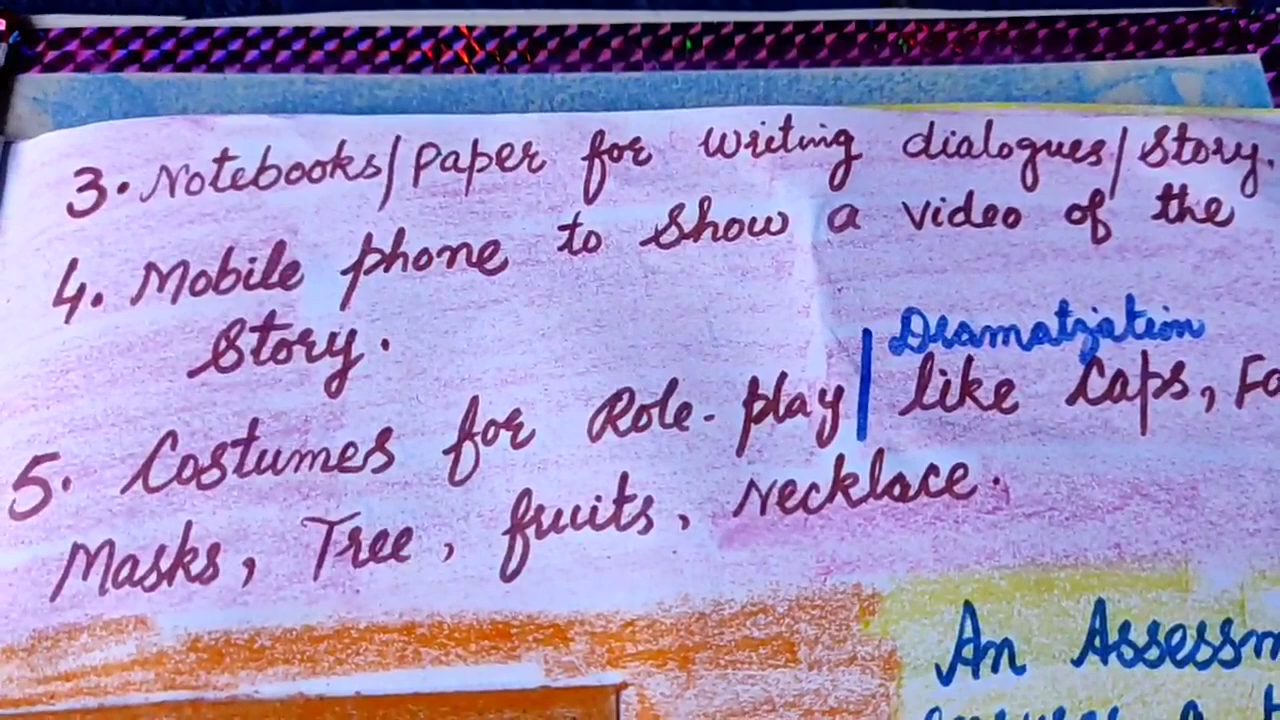 3. Notebooks/Paper for writing dialogues/Story.
4. Mobile phone to Show a video of the
Story.
Dramatization
5. Costumes for Role-play/ like Caps,
Masks, Tree, fruits, Necklace.
An